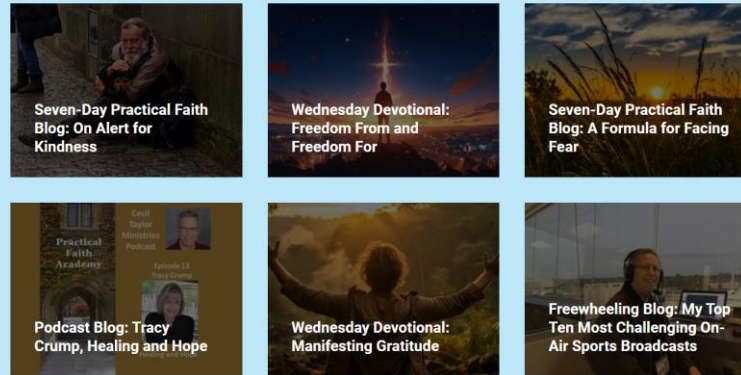 Seven-Day Practical Faith
Blog: On Alert for
Kindness
Wednesday Devotional:
Freedom From and
Freedom For
Seven-Day Practical Faith
Blog: A Formula for Facing
Fear
Cecil
Taylor
Ministries
Podcast
Practical
Faith
Academy
Episode 13
Tracy Crump
Healing and Hope
Podcast Blog: Tracy
Crump, Healing and Hope
Wednesday Devotional:
Manifesting Gratitude
Freewheeling Blog: My Top
Ten Most Challenging On-
Air Sports Broadcasts